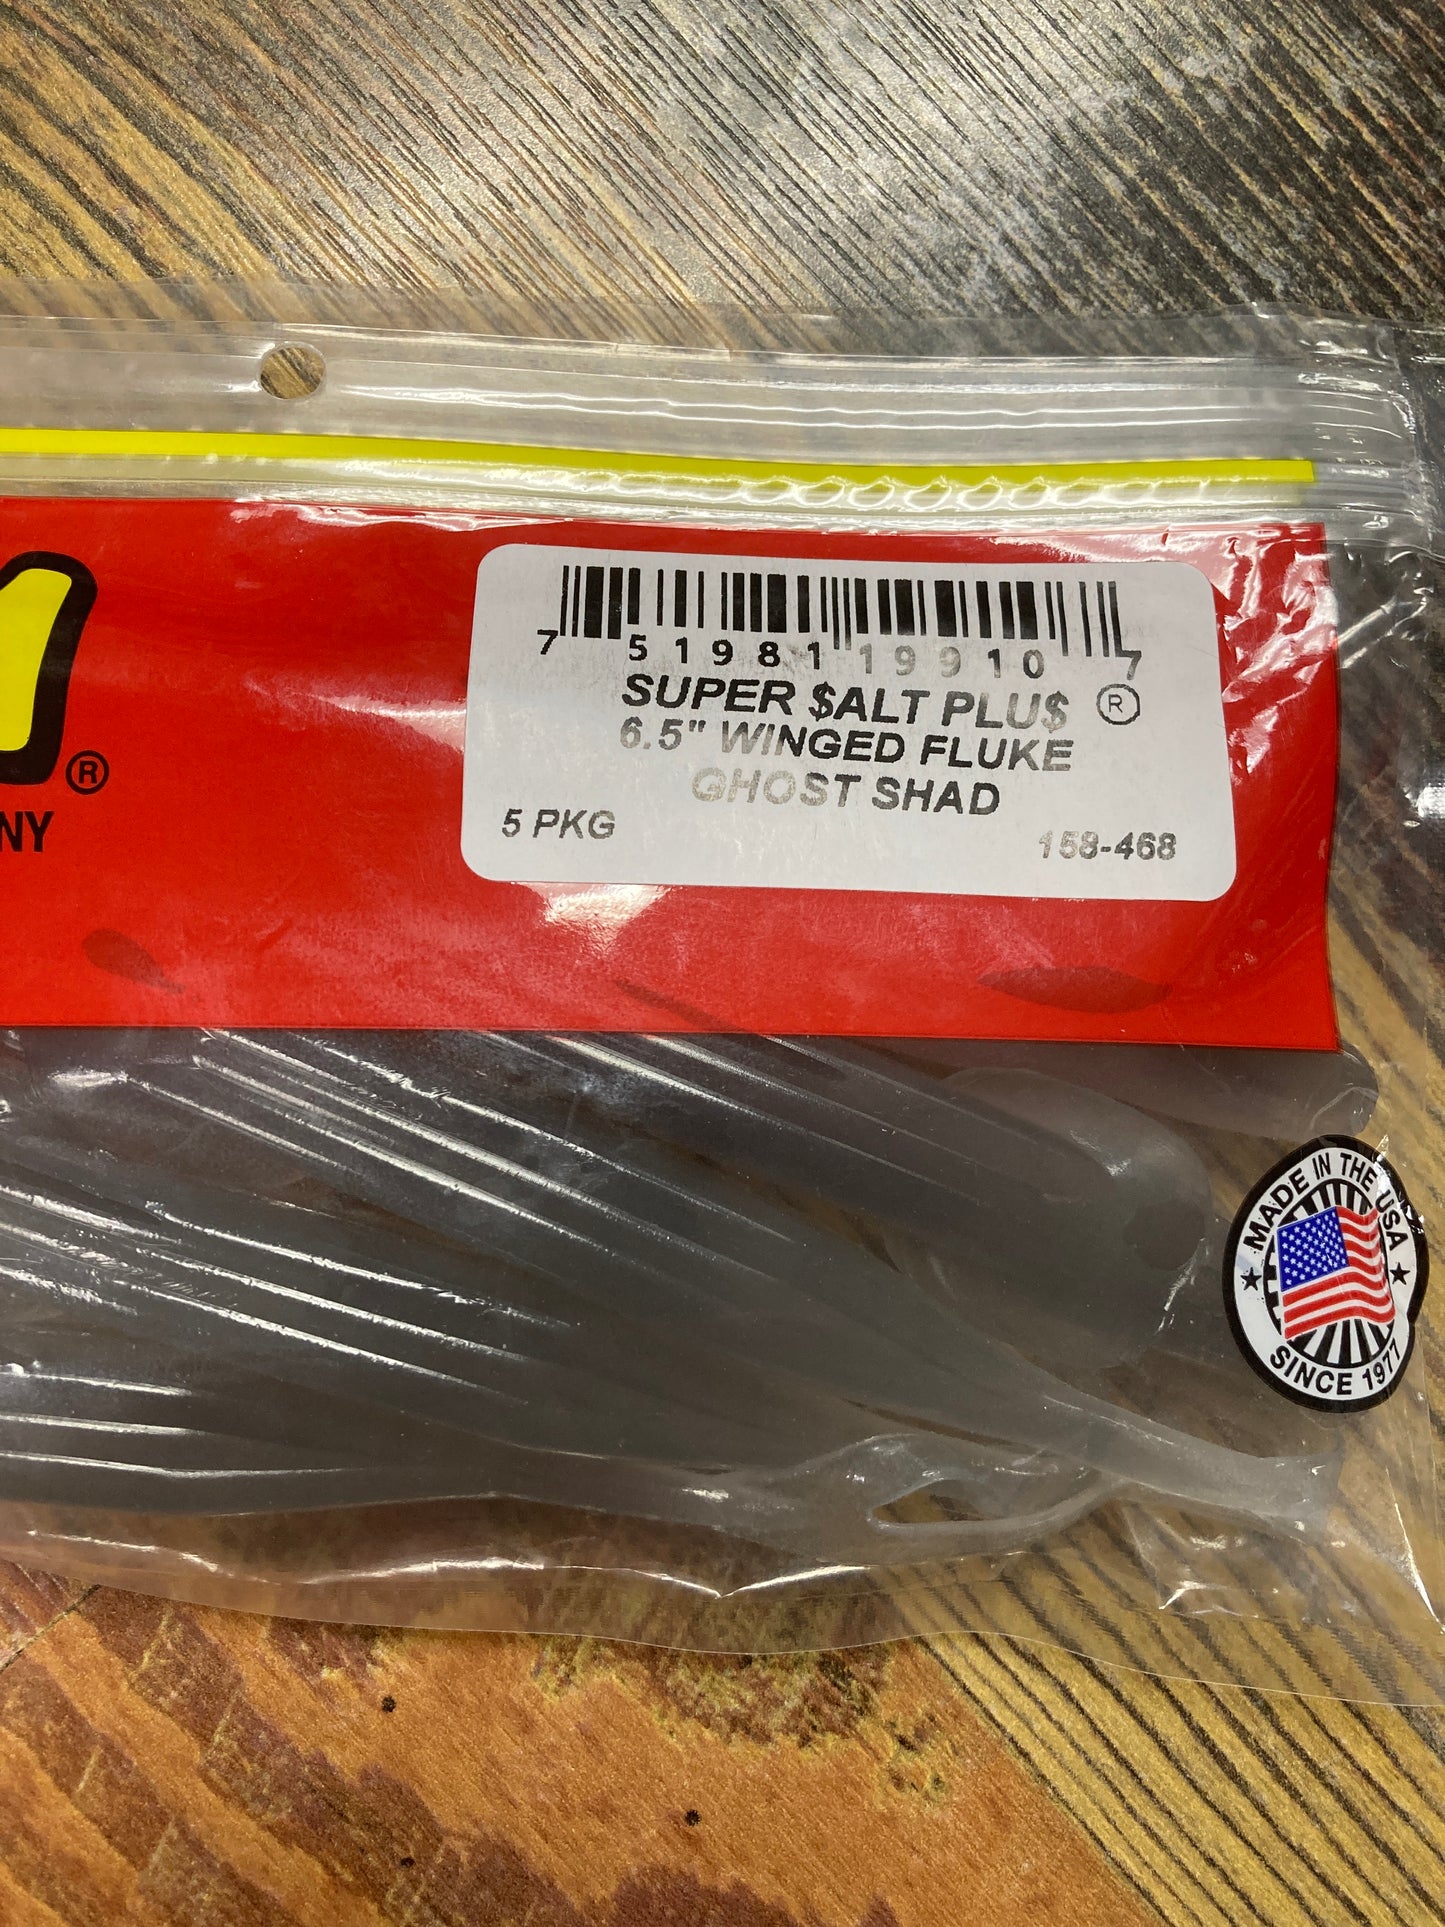 ®
NY
7 51981 19910 7
SUPER $ALT PLU$ ®
6.5" WINGED FLUKE
GHOST SHAD
5 PKG
158-468
MADE IN THE USA
SINCE 1977